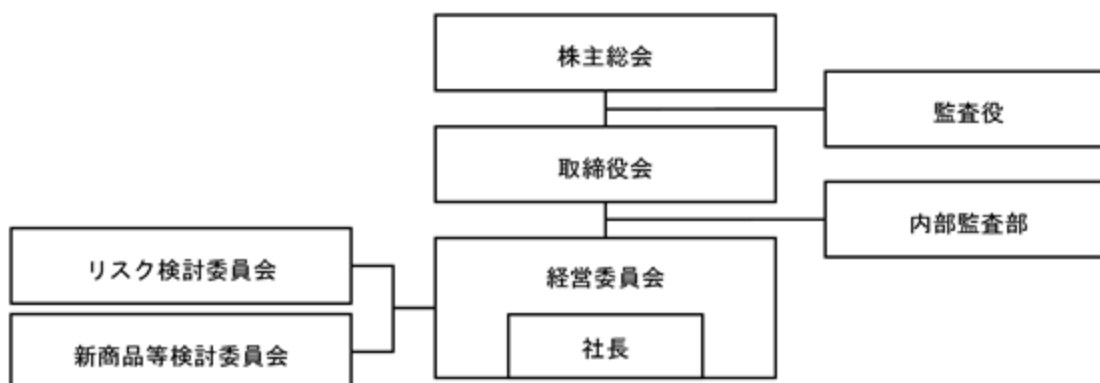 株主総会
監査役
取締役会
内部監査部
リスク検討委員会
経営委員会
新商品等検討委員会
社長